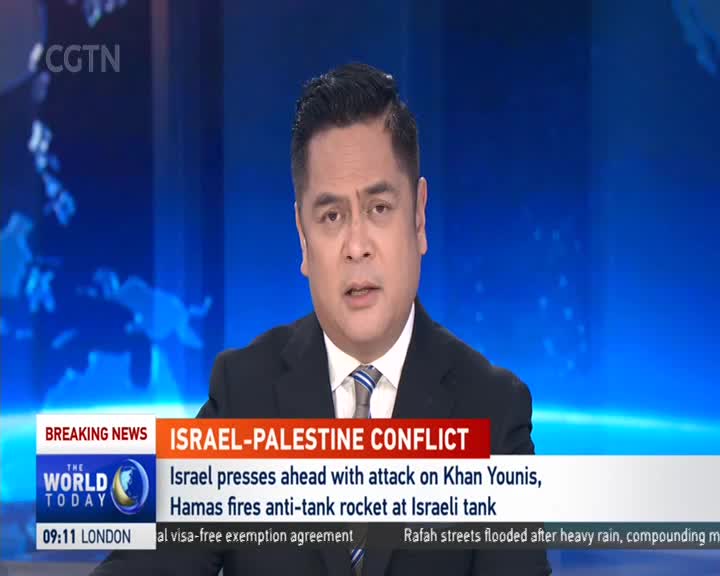 CGTN
BREAKING NEWS
ISRAEL-PALESTINE CONFLICT
THE
WORLD
TODAY
Israel presses ahead with attack on Khan Younis,
Hamas fires anti-tank rocket at Israeli tank
09:11 LONDON
al visa-free exemption agreement
Rafah streets flooded after heavy rain, compounding m